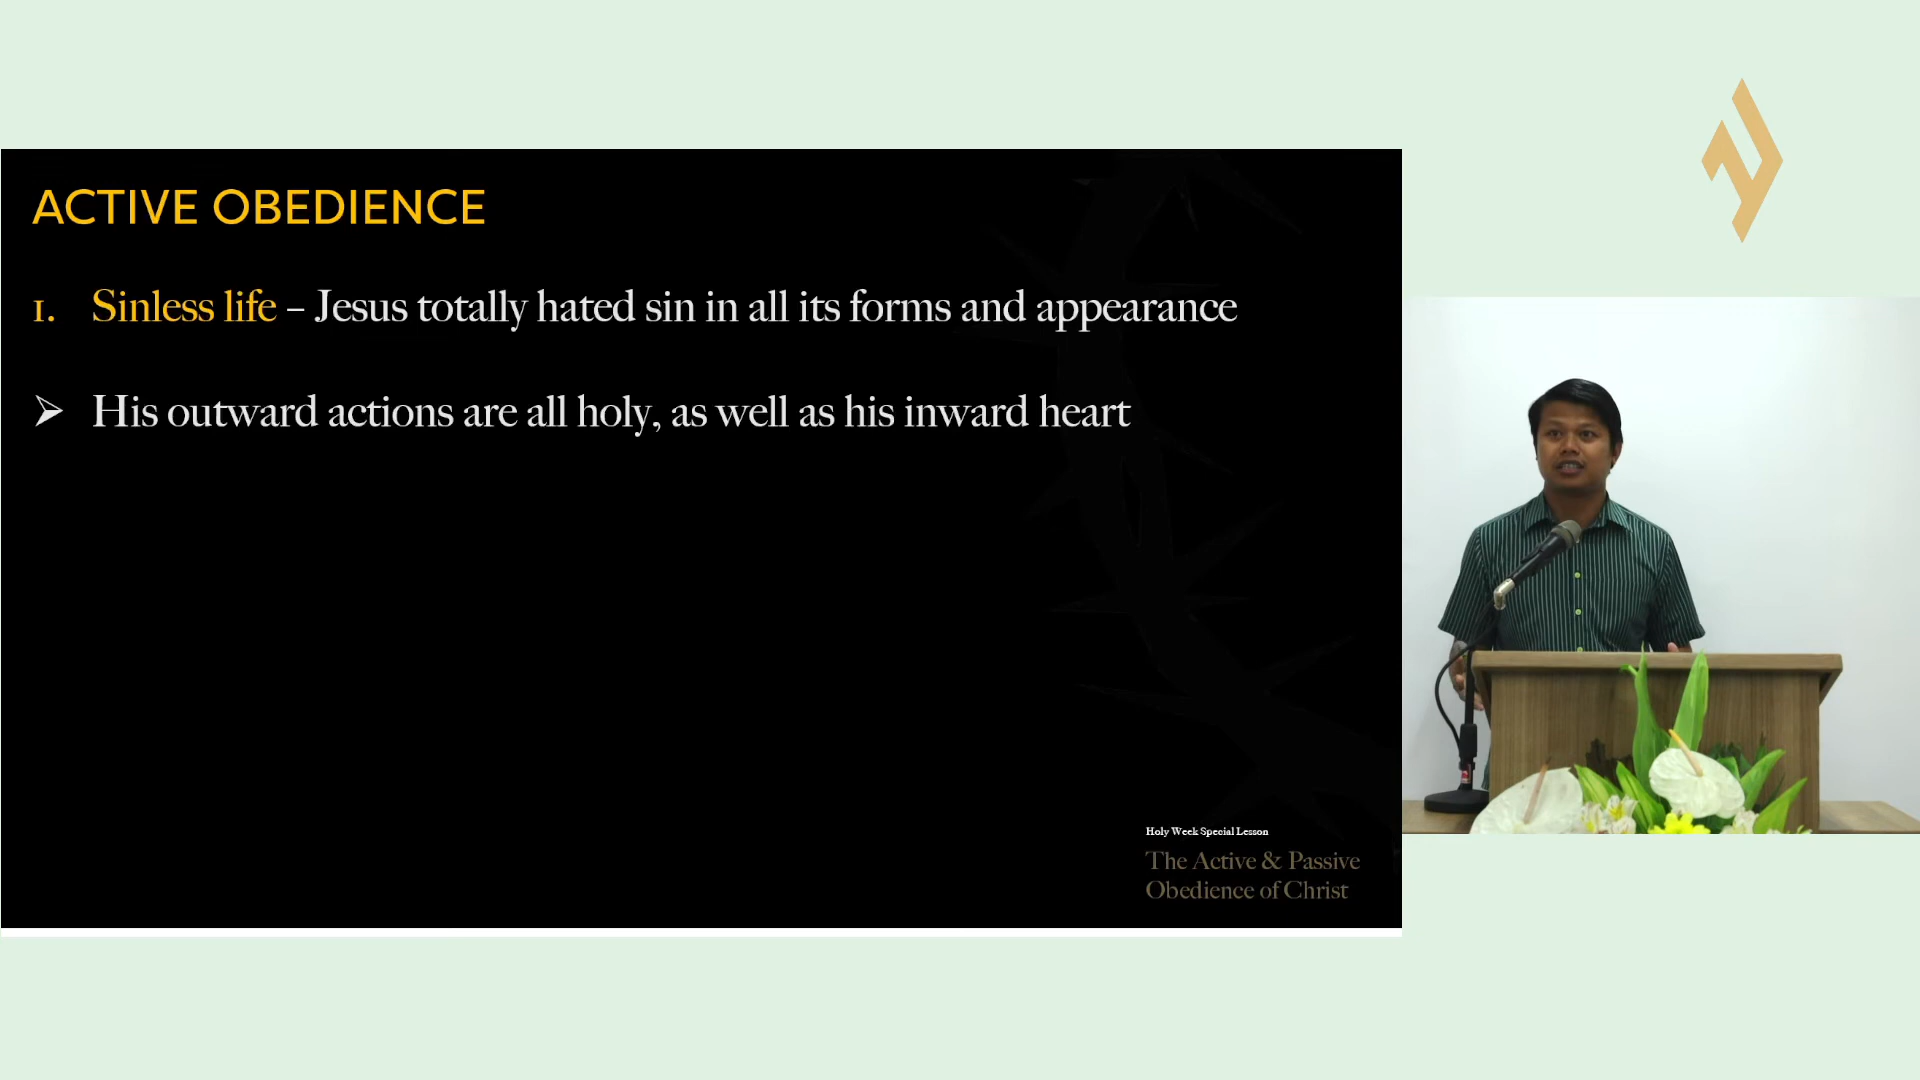 ACTIVE OBEDIENCE
1. Sinless life – Jesus totally hated sin in all its forms and appearance
➢ His outward actions are all holy, as well as his inward heart
Holy Week Special Lesson
The Active & Passive
Obedience of Christ